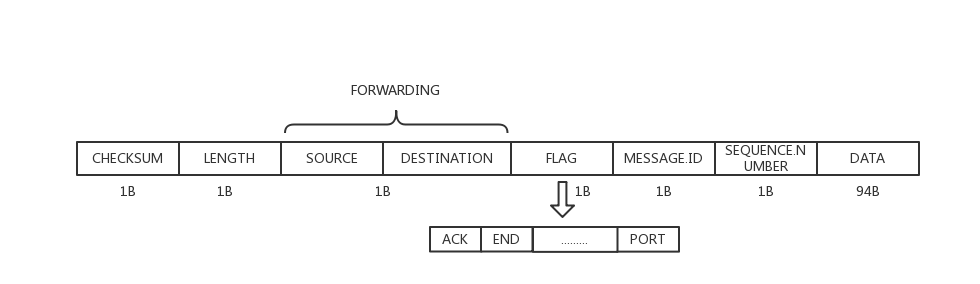 FORWARDING
CHECKSUM LENGTH SOURCE DESTINATION FLAG MESSAGE.ID SEQUENCE.N
UMBER DATA
1B 1B 1B 1B 1B 1B 94B
ACK END ......... PORT